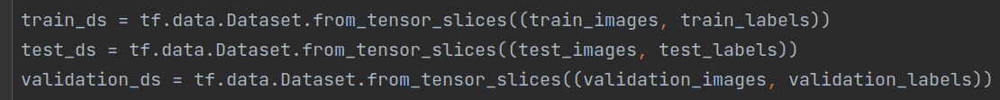 train_ds = tf.data.Dataset.from_tensor_slices((train_images, train_labels))
test_ds = tf.data.Dataset.from_tensor_slices((test_images, test_labels))
validation_ds = tf.data.Dataset.from_tensor_slices((validation_images, validation_labels))